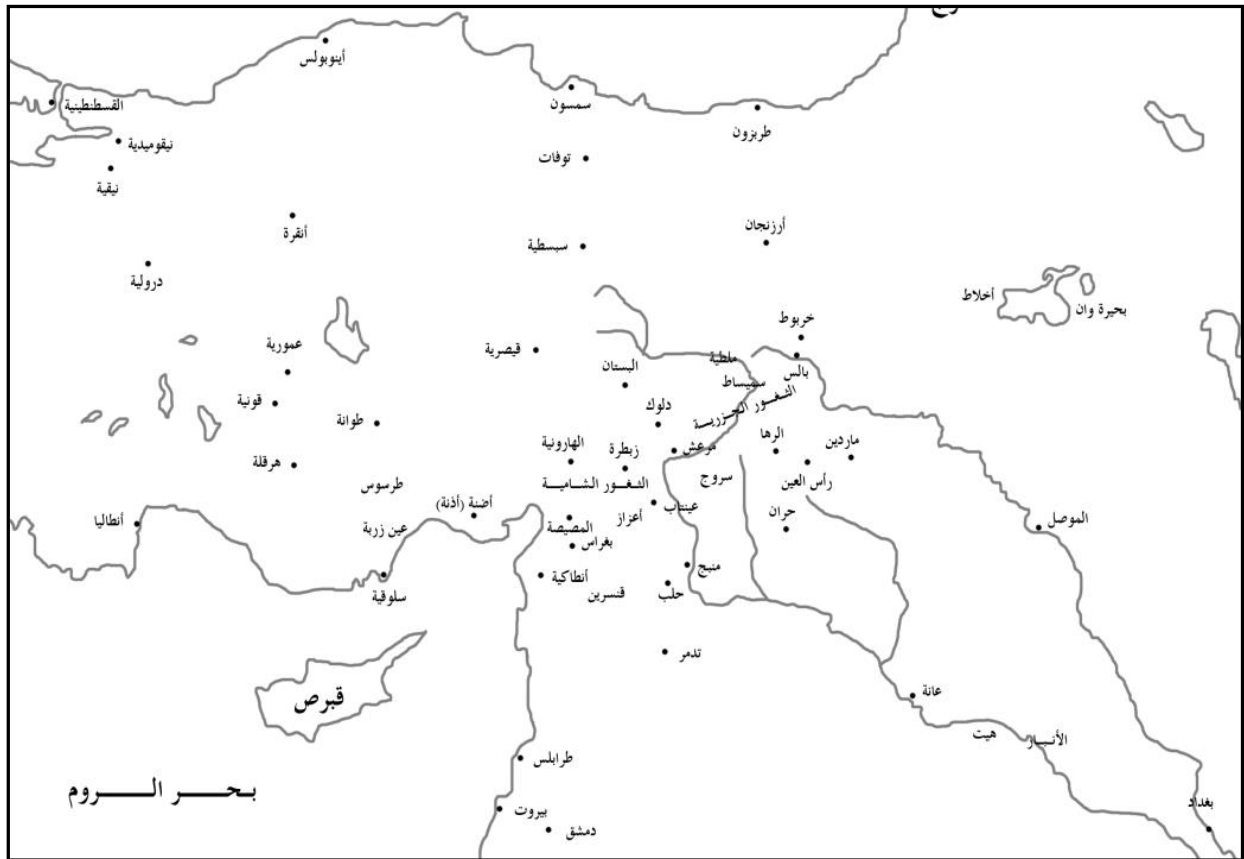 أينوبولس
القسطنطينية
سمسون
طربزون
نيقوميدية
توفات
نيقية
أنقرة
سبسطية
أرزنجان
درولية
أخلاط
بحيرة وان
خربوط
عمورية
قيصرية
ملطية
البستان
بالس
سميساط
الثغور الجزرية
قونية
دلوك
طوانة
الرها
ماردين
الهارونية
زبطرة
مرعش
هرقلة
سروج
رأس العين
طرسوس
الثغور الشامية
أضنة (أذنة)
عينتاب
حران
أنطاليا
عين زربة
المصيصة
أعزاز
الموصل
بغراس
منبج
أنطاكية
قنسرين
حلب
سلوقية
تدمر
قبرص
عانة
هيت
الأنبار
طرابلس
بحر الروم
بيروت
بغداد
دمشق